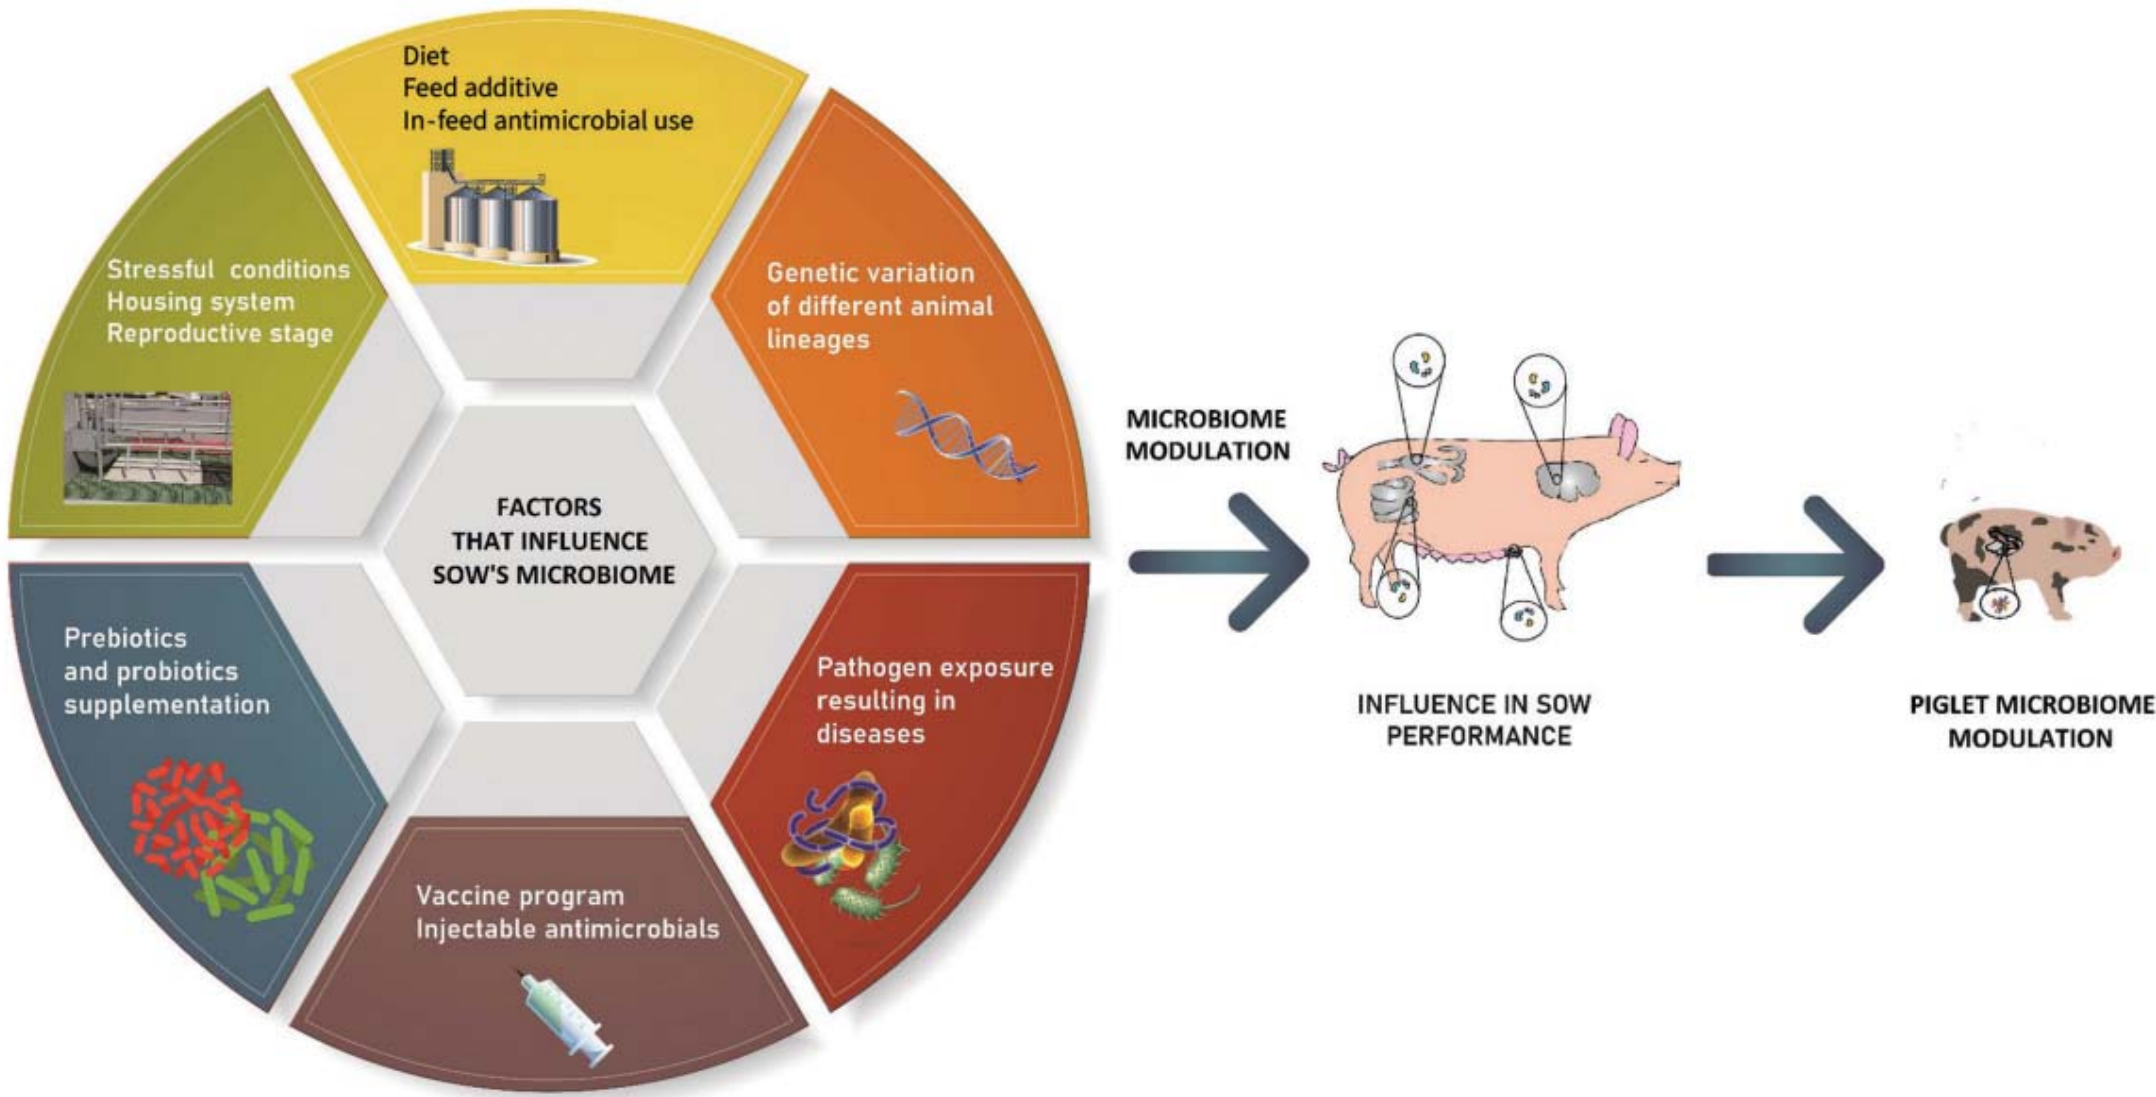 Diet
Feed additive
In-feed antimicrobial use
Genetic variation
of different animal
lineages
Pathogen exposure
resulting in
diseases
Vaccine program
Injectable antimicrobials
Prebiotics
and probiotics
supplementation
Stressful conditions
Housing system
Reproductive stage
FACTORS
THAT INFLUENCE
SOW'S MICROBIOME
MICROBIOME
MODULATION
INFLUENCE IN SOW
PERFORMANCE
PIGLET MICROBIOME
MODULATION